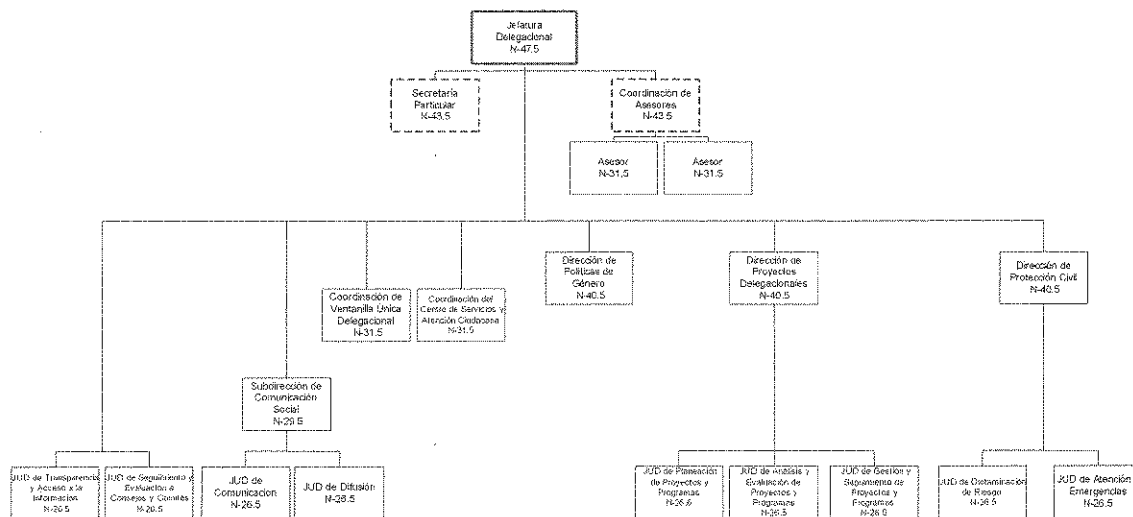 Jefatura
Delegacional
N-47.5
Secretaría
Particular
N-43.5
Coordinación de
Asesores
N-43.5
Asesor
N-31.5
Asesor
N-31.5
Dirección de
Políticas de
Género
N-40.5
Dirección de
Proyectos
Delegacionales
N-40.5
Dirección de
Protección Civil
N-40.5
Coordinación de
Ventanilla Única
Delegacional
N-31.5
Coordinación del
Centro de Servicios y
Atención Ciudadana
N-31.5
Subdirección de
Comunicación
Social
N-29.5
JUD de Transparencia
y Acceso a la
Información
N-26.5
JUD de Seguimiento y
Evaluación a
Consejos y Comités
N-26.5
JUD de
Comunicación
N-26.5
JUD de Difusión
N-26.5
JUD de Planeación
de Proyectos y
Programas
N-26.5
JUD de Análisis y
Evaluación de
Proyectos y
Programas
N-26.5
JUD de Gestión y
Seguimiento de
Proyectos y
Programas
N-26.5
JUD de Dictaminación
de Riesgo
N-26.5
JUD de Atención
Emergencias
N-26.5